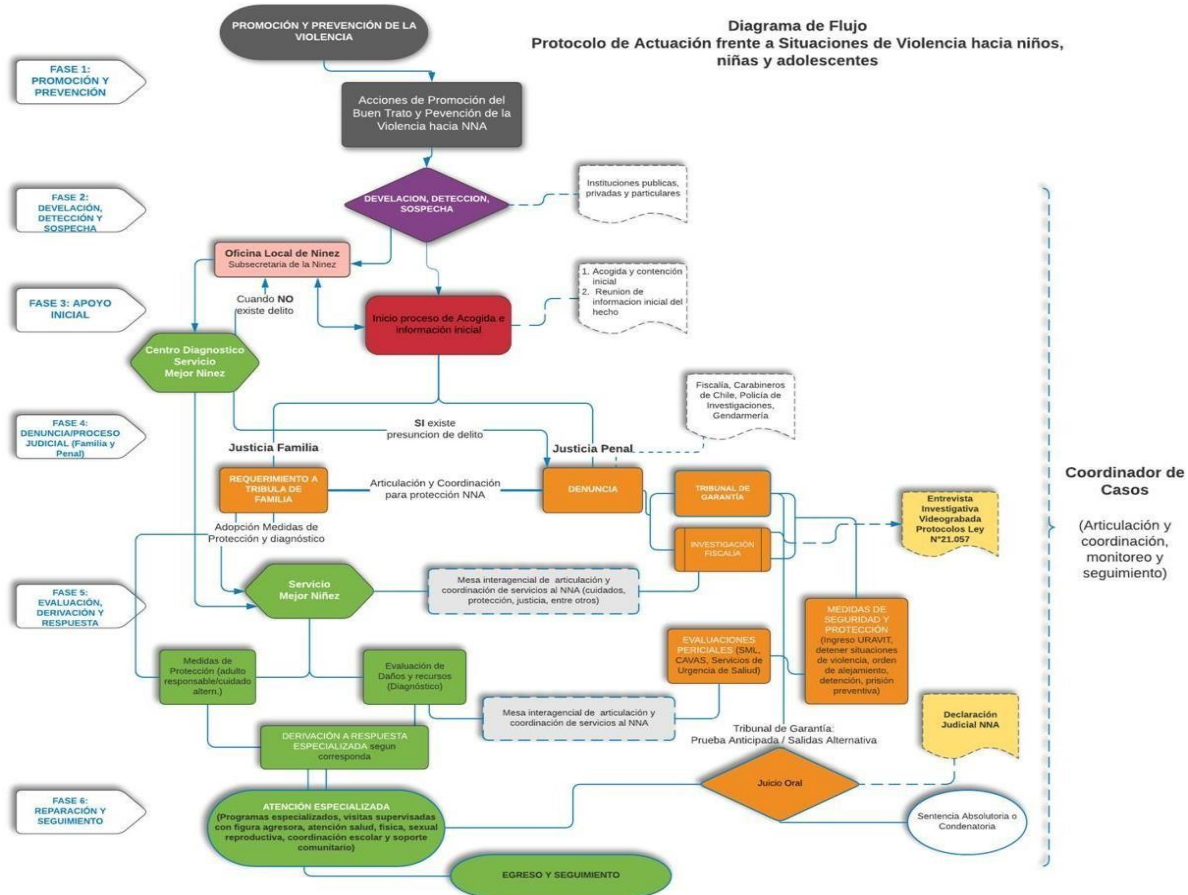 PROMOCIÓN Y PREVENCIÓN DE LA
VIOLENCIA
Diagrama de Flujo
Protocolo de Actuación frente a Situaciones de Violencia hacia niños,
niñas y adolescentes
FASE 1:
PROMOCIÓN Y
PREVENCIÓN
Acciones de Promoción del
Buen Trato y Pevención de la
Violencia hacia NNA
FASE 2:
DEVELACIÓN,
DETECCIÓN Y
SOSPECHA
DEVELACION, DETECCION,
SOSPECHA
Instituciones publicas,
privadas y particulares
Oficina Local de Ninez
Subsecretaria de la Ninez
FASE 3: APOYO
INICIAL
Cuando NO
existe delito
Inicio proceso de Acogida e
información inicial
1. Acogida y contención
inicial
2. Reunion de
informacion inicial del
hecho
Centro Diagnostico
Servicio
Mejor Ninez
FASE 4:
DENUNCIA/PROCESO
JUDICIAL (Familia y
Penal)
SI existe
presuncion de delito
Fiscalía, Carabineros
de Chile, Policía de
Investigaciones,
Gendarmería
Justicia Familia
Justicia Penal
REQUERIMIENTO A
TRIBULA DE
FAMILIA
Articulación y Coordinación
para protección NNA
DENUNCIA
TRIBUNAL DE
GARANTÍA
INVESTIGACIÓN
FISCALÍA
Entrevista
Investigativa
Videograbada
Protocolos Ley
N°21.057
Coordinador de
Casos
(Articulación y
coordinación,
monitoreo y
seguimiento)
Adopción Medidas de
Protección y diagnóstico
FASE 5:
EVALUACIÓN,
DERIVACIÓN Y
RESPUESTA
Servicio
Mejor Niñez
Mesa interagencial de articulación y
coordinación de servicios al NNA (cuidados,
protección, justicia, entre otros)
Medidas de
Protección (adulto
responsable/cuidado
altern.)
Evaluación de
Daños y recursos
(Diagnóstico)
EVALUACIONES
PERICIALES (SML,
CAVAS, Servicios de
Urgencia de Saliud)
MEDIDAS DE
SEGURIDAD Y
PROTECCIÓN
(Ingreso URAVIT,
detener situaciones
de violencia, orden
de alejamiento,
detención, prisión
preventiva)
Mesa interagencial de articulación y
coordinación de servicios al NNA
DERIVACIÓN A RESPUESTA
ESPECIALIZADA segun
corresponda
Tribunal de Garantía:
Prueba Anticipada / Salidas Alternativa
Declaración
Judicial NNA
FASE 6:
REPARACIÓN Y
SEGUIMIENTO
Juicio Oral
ATENCIÓN ESPECIALIZADA
(Programas especializados, visitas supervisadas
con figura agresora, atención salud, física, sexual
reproductiva, coordinación escolar y soporte
comunitario)
Sentencia Absolutoria o
Condenatoria
EGRESO Y SEGUIMIENTO